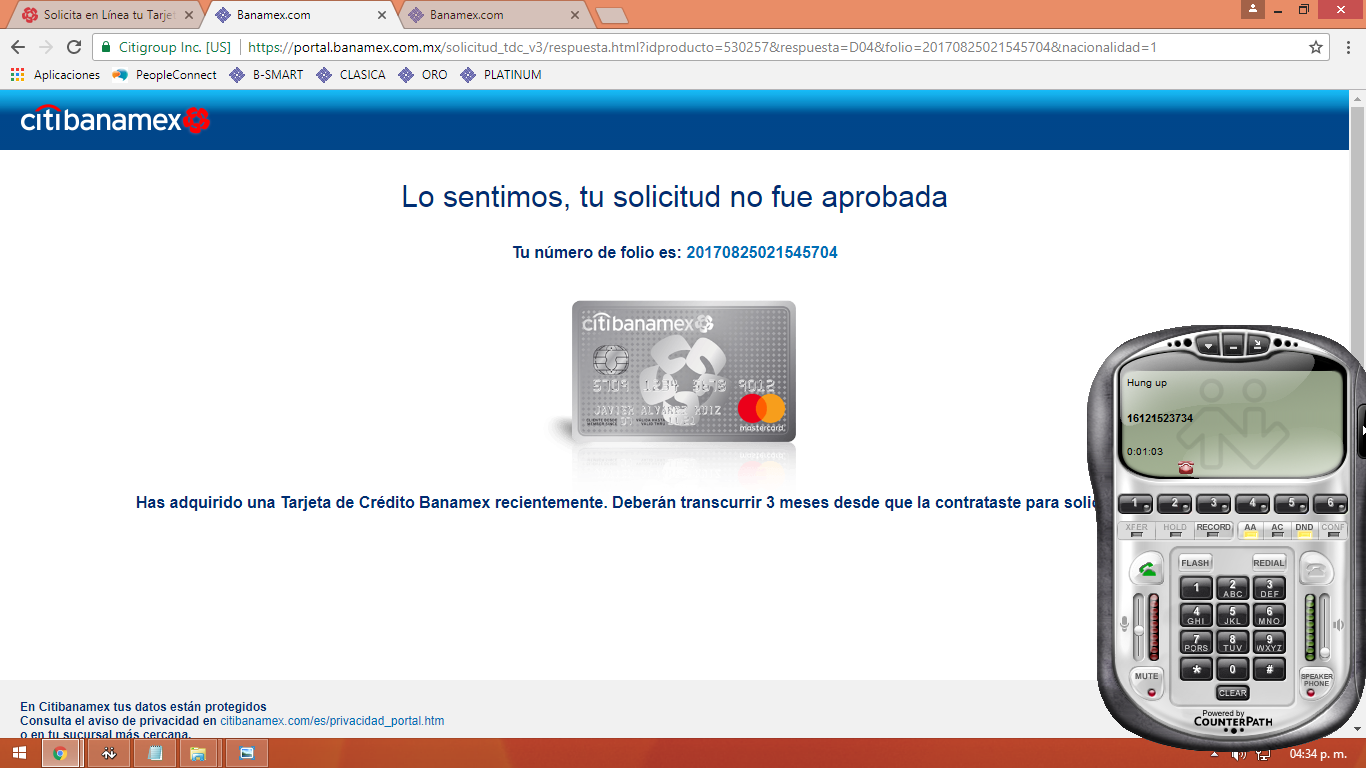 Solicita en Línea tu Tarjet
Banamex.com
Banamex.com
Citigroup Inc. [US]
https://portal.banamex.com.mx/solicitud_tdc_v3/respuesta.html?idproducto=530257&respuesta=D04&folio=20170825021545704&nacionalidad=1
Aplicaciones PeopleConnect B-SMART CLASICA ORO PLATINUM
citibanamex
Lo sentimos, tu solicitud no fue aprobada
Tu número de folio es: 20170825021545704
citibanamex
JAVIER ALVAREZ RUIZ
mastercard
Has adquirido una Tarjeta de Crédito Banamex recientemente. Deberán transcurrir 3 meses desde que la contrataste para solic
Hung up
16121523734
0:01:03
1 2 3 4 5 6
XFER HOLD RECORD AA AC DND CONF
FLASH REDIAL
1 2 ABC 3 DEF
4 GHI 5 JKL 6 MNO
7 PQRS 8 TUV 9 WXYZ
* 0 #
MUTE
SPEAKER PHONE
CLEAR
Powered by
COUNTERPATH
En Citibanamex tus datos están protegidos
Consulta el aviso de privacidad en citibanamex.com/es/privacidad_portal.htm
o en tu sucursal más cercana.
04:34 p. m.